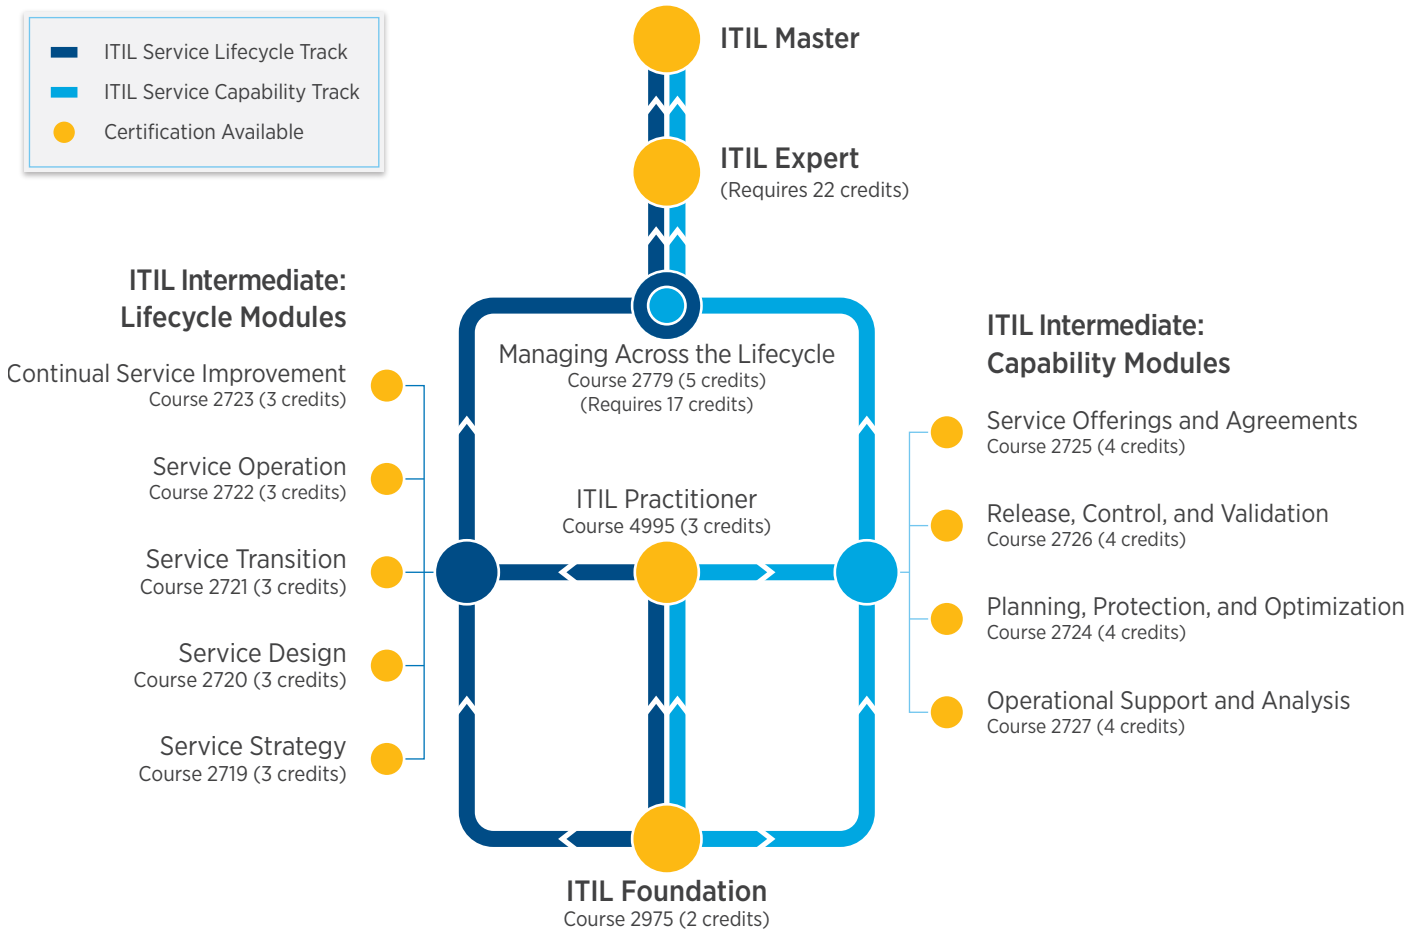 ITIL Service Lifecycle Track
ITIL Service Capability Track
Certification Available
ITIL Master
ITIL Expert
(Requires 22 credits)
ITIL Intermediate:
Lifecycle Modules
Continual Service Improvement
Course 2723 (3 credits)
Service Operation
Course 2722 (3 credits)
Service Transition
Course 2721 (3 credits)
Service Design
Course 2720 (3 credits)
Service Strategy
Course 2719 (3 credits)
Managing Across the Lifecycle
Course 2779 (5 credits)
(Requires 17 credits)
ITIL Practitioner
Course 4995 (3 credits)
ITIL Foundation
Course 2975 (2 credits)
ITIL Intermediate:
Capability Modules
Service Offerings and Agreements
Course 2725 (4 credits)
Release, Control, and Validation
Course 2726 (4 credits)
Planning, Protection, and Optimization
Course 2724 (4 credits)
Operational Support and Analysis
Course 2727 (4 credits)